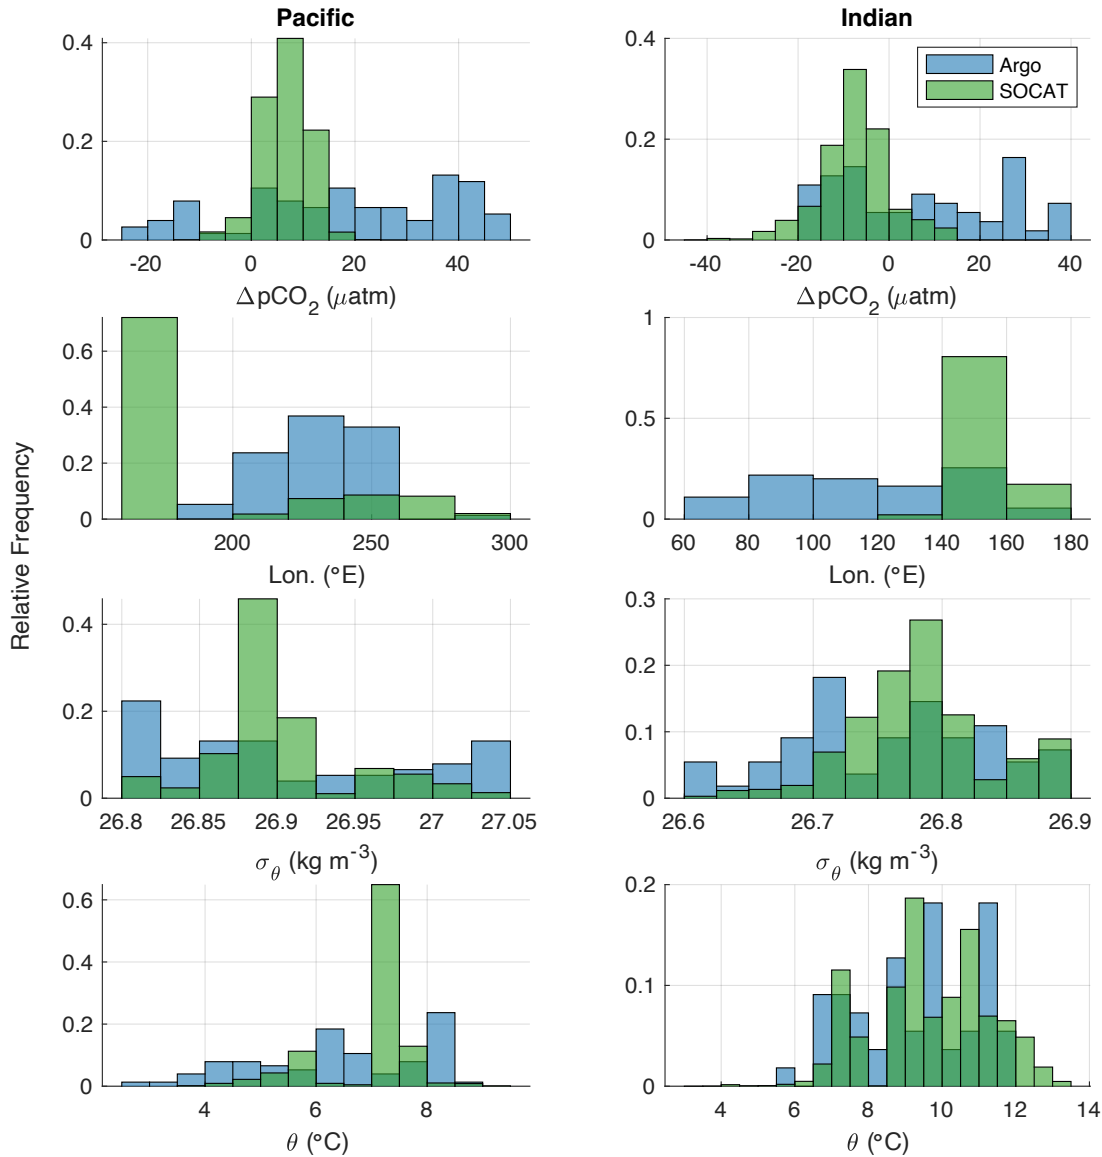 Pacific
Indian
Argo
SOCAT
Relative Frequency
0.4
0.2
0
-20 0 20 40
ΔpCO2 (μatm)
0.4
0.2
0
-40 -20 0 20 40
ΔpCO2 (μatm)
0.6
0.4
0.2
0
200 250 300
Lon. (°E)
1
0.5
0
60 80 100 120 140 160 180
Lon. (°E)
0.4
0.2
0
26.8 26.85 26.9 26.95 27 27.05
σθ (kg m-3)
0.3
0.2
0.1
0
26.6 26.7 26.8 26.9
σθ (kg m-3)
0.6
0.4
0.2
0
4 6 8
θ (°C)
0.2
0.1
0
4 6 8 10 12 14
θ (°C)